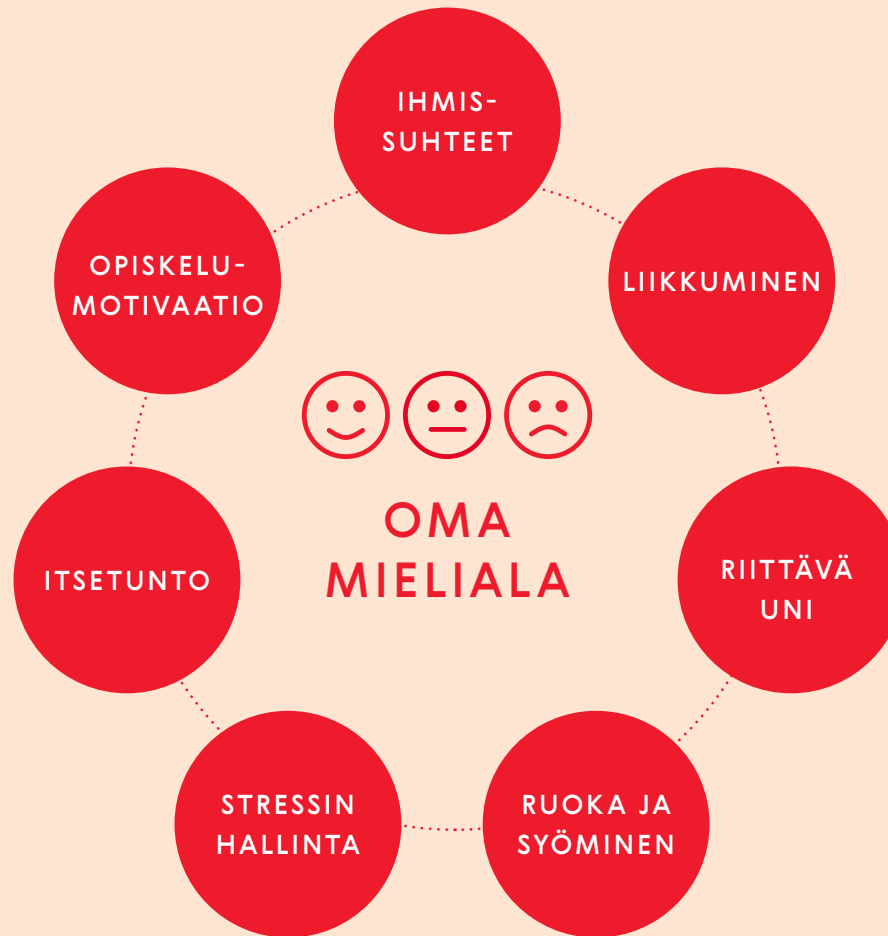 IHMIS-
SUHTEET
OPISKELU-
MOTIVAATIO
LIIKKUMINEN
OMA
MIELIALA
ITSETUNTO
RIITTÄVÄ
UNI
STRESSIN
HALLINTA
RUOKA JA
SYÖMINEN